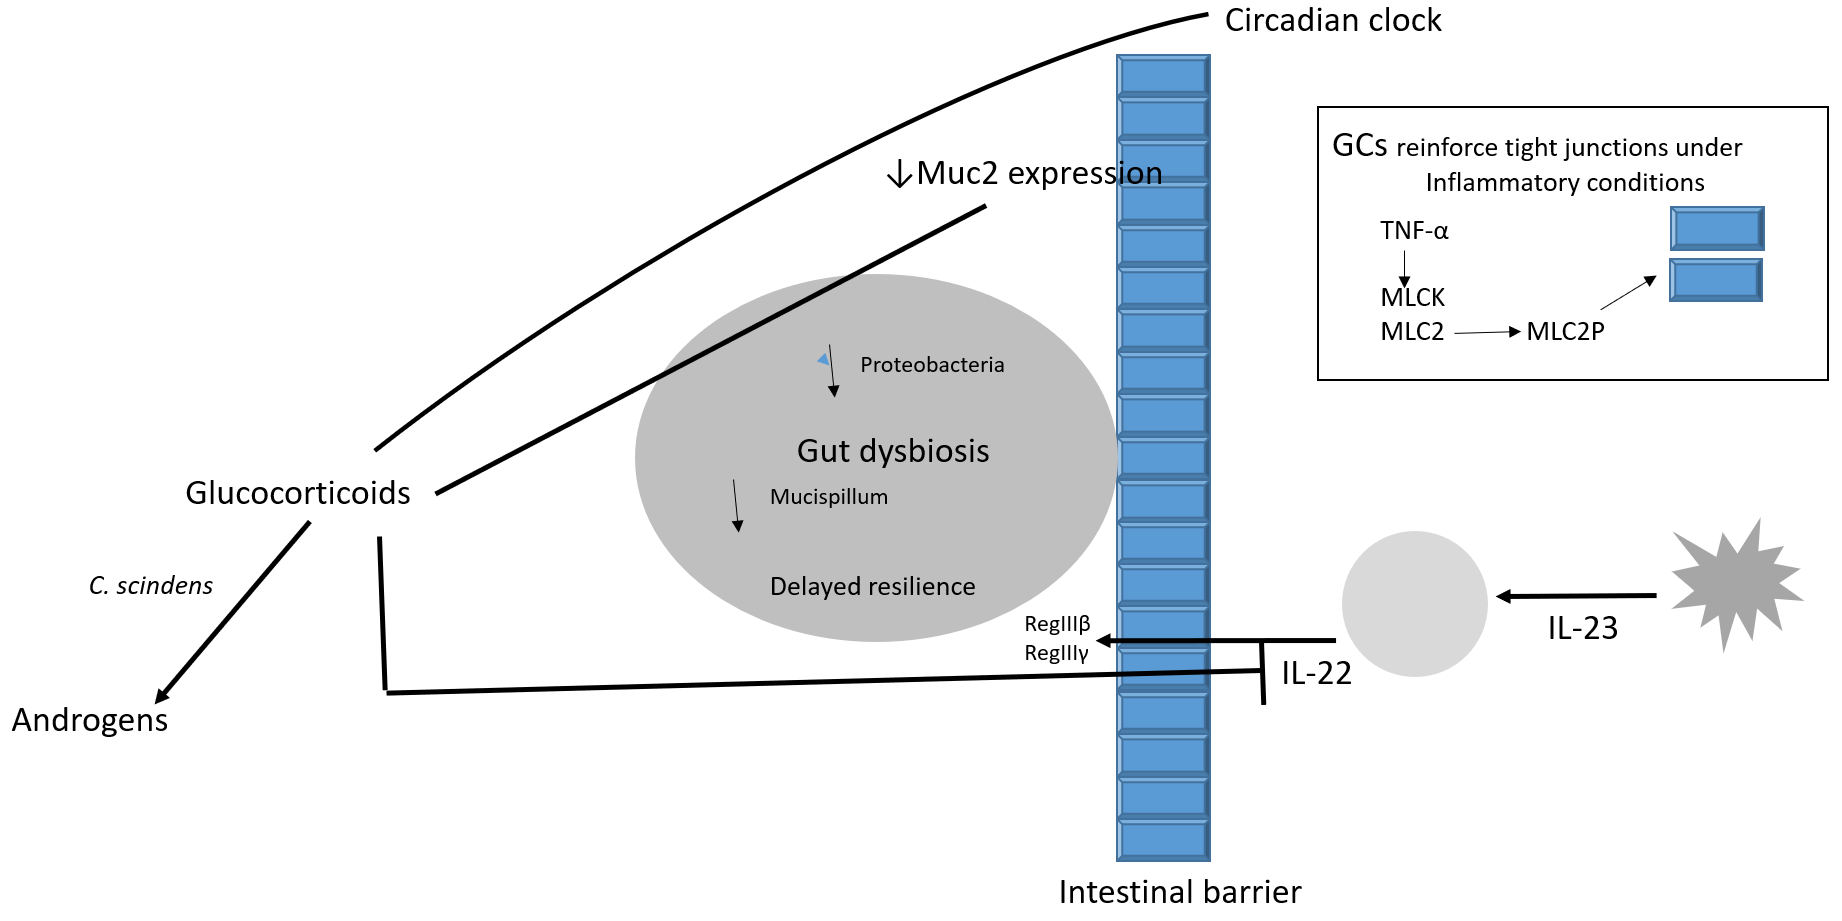 Circadian clock
GCs reinforce tight junctions under
Inflammatory conditions
↓Muc2 expression
TNF-α
MLCK
MLC2
MLC2P
Proteobacteria
Gut dysbiosis
Mucispillum
Glucocorticoids
Delayed resilience
C. scindens
RegIIIβ
RegIIIγ
IL-23
IL-22
Androgens
Intestinal barrier